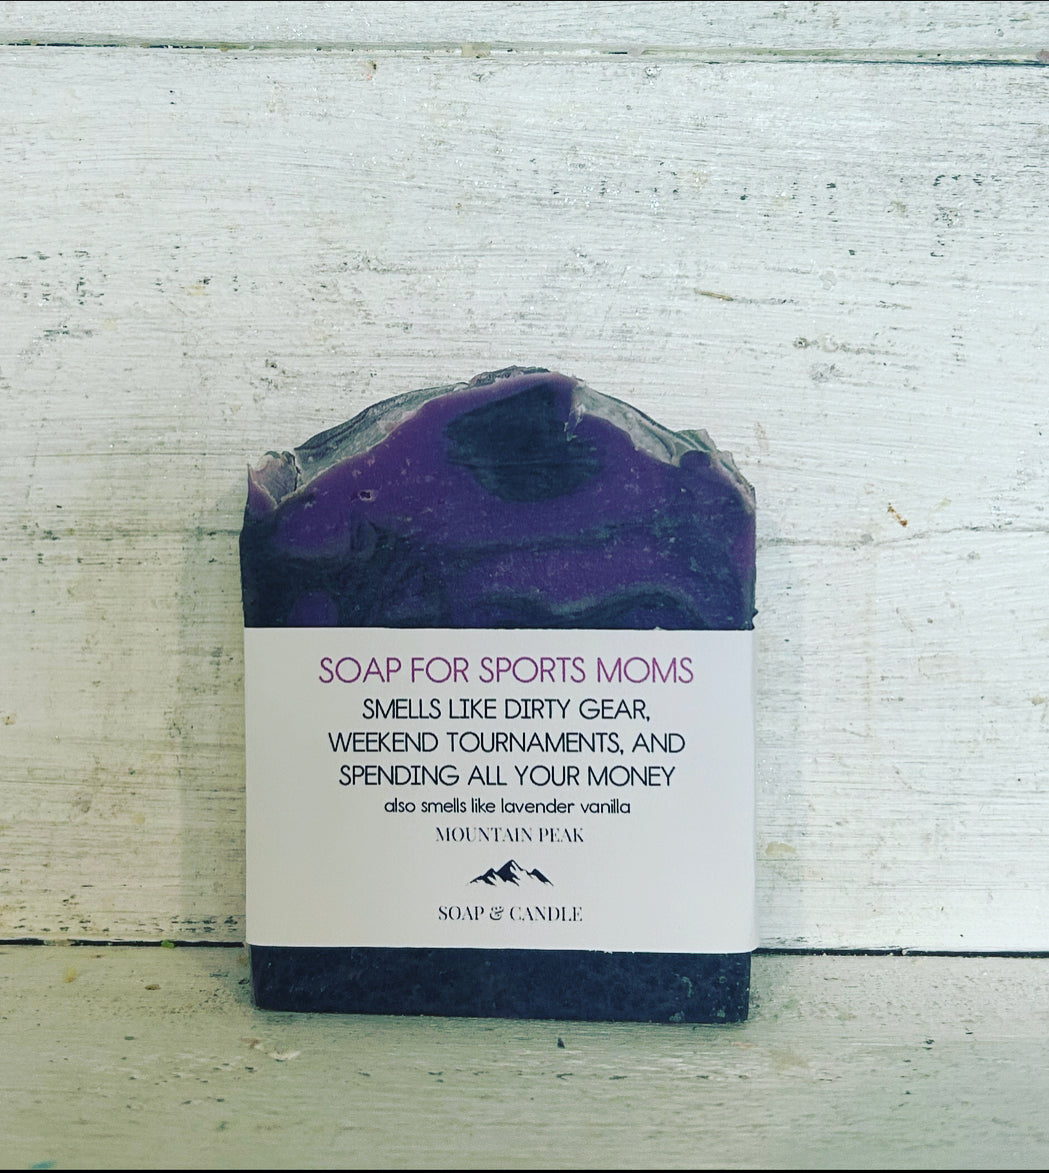 SOAP FOR SPORTS MOMS
SMELLS LIKE DIRTY GEAR,
WEEKEND TOURNAMENTS, AND
SPENDING ALL YOUR MONEY
also smells like lavender vanilla
MOUNTAIN PEAK
SOAP & CANDLE